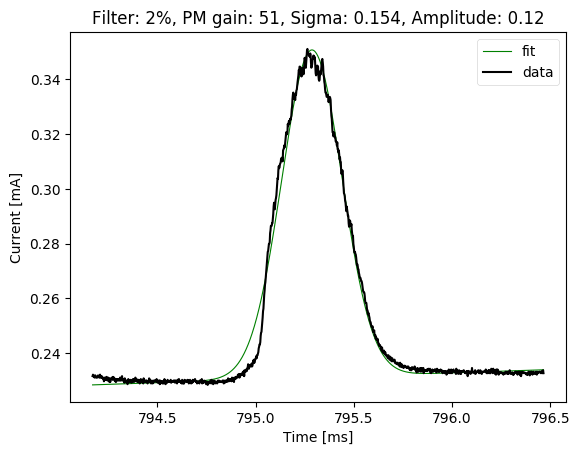 Filter: 2%, PM gain: 51, Sigma: 0.154, Amplitude: 0.12
fit
data
0.34
0.32
0.30
0.28
0.26
0.24
Current [mA]
794.5 795.0 795.5 796.0 796.5
Time [ms]